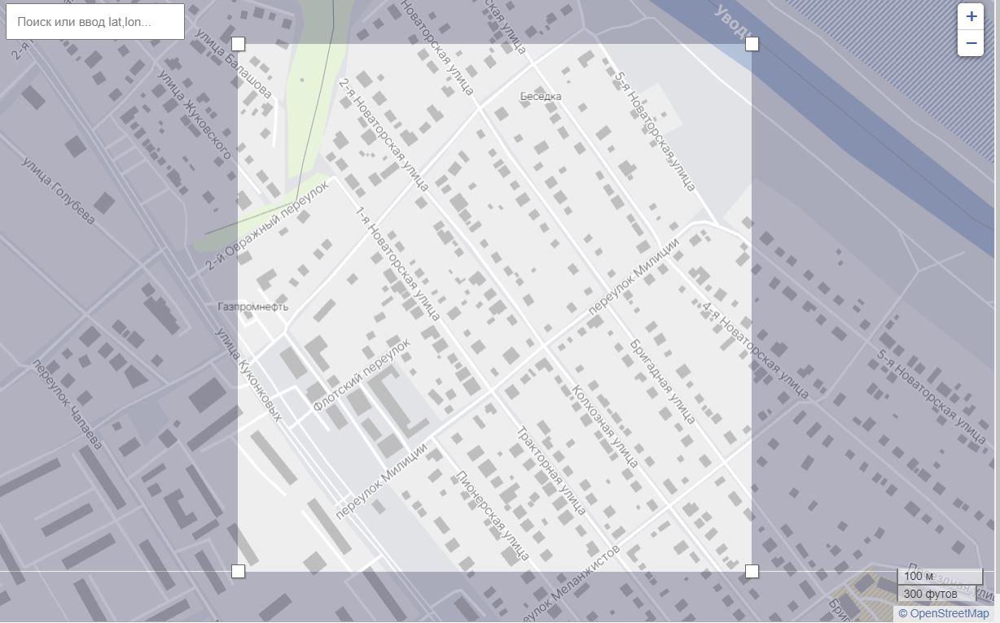 Поиск или ввод lat,lon...
+
−
Уводь
2-я
улица Балашова
Новаторская улица
ская улица
улица Жуковского
2-я Новаторская улица
Беседка
5-я Новаторская улица
улица Голубева
2-й Овражный переулок
1-я Новаторская улица
переулок Милиции
Газпромнефть
4-я Новаторская улица
улица Куконковых
Флотский переулок
Бригадная улица
5-я Новаторская улица
переулок Чапаева
Колхозная улица
Тракторная улица
переулок Милиции
Пионерская улица
еулок Меланжистов
100 м
300 футов
Бриг
© OpenStreetMap